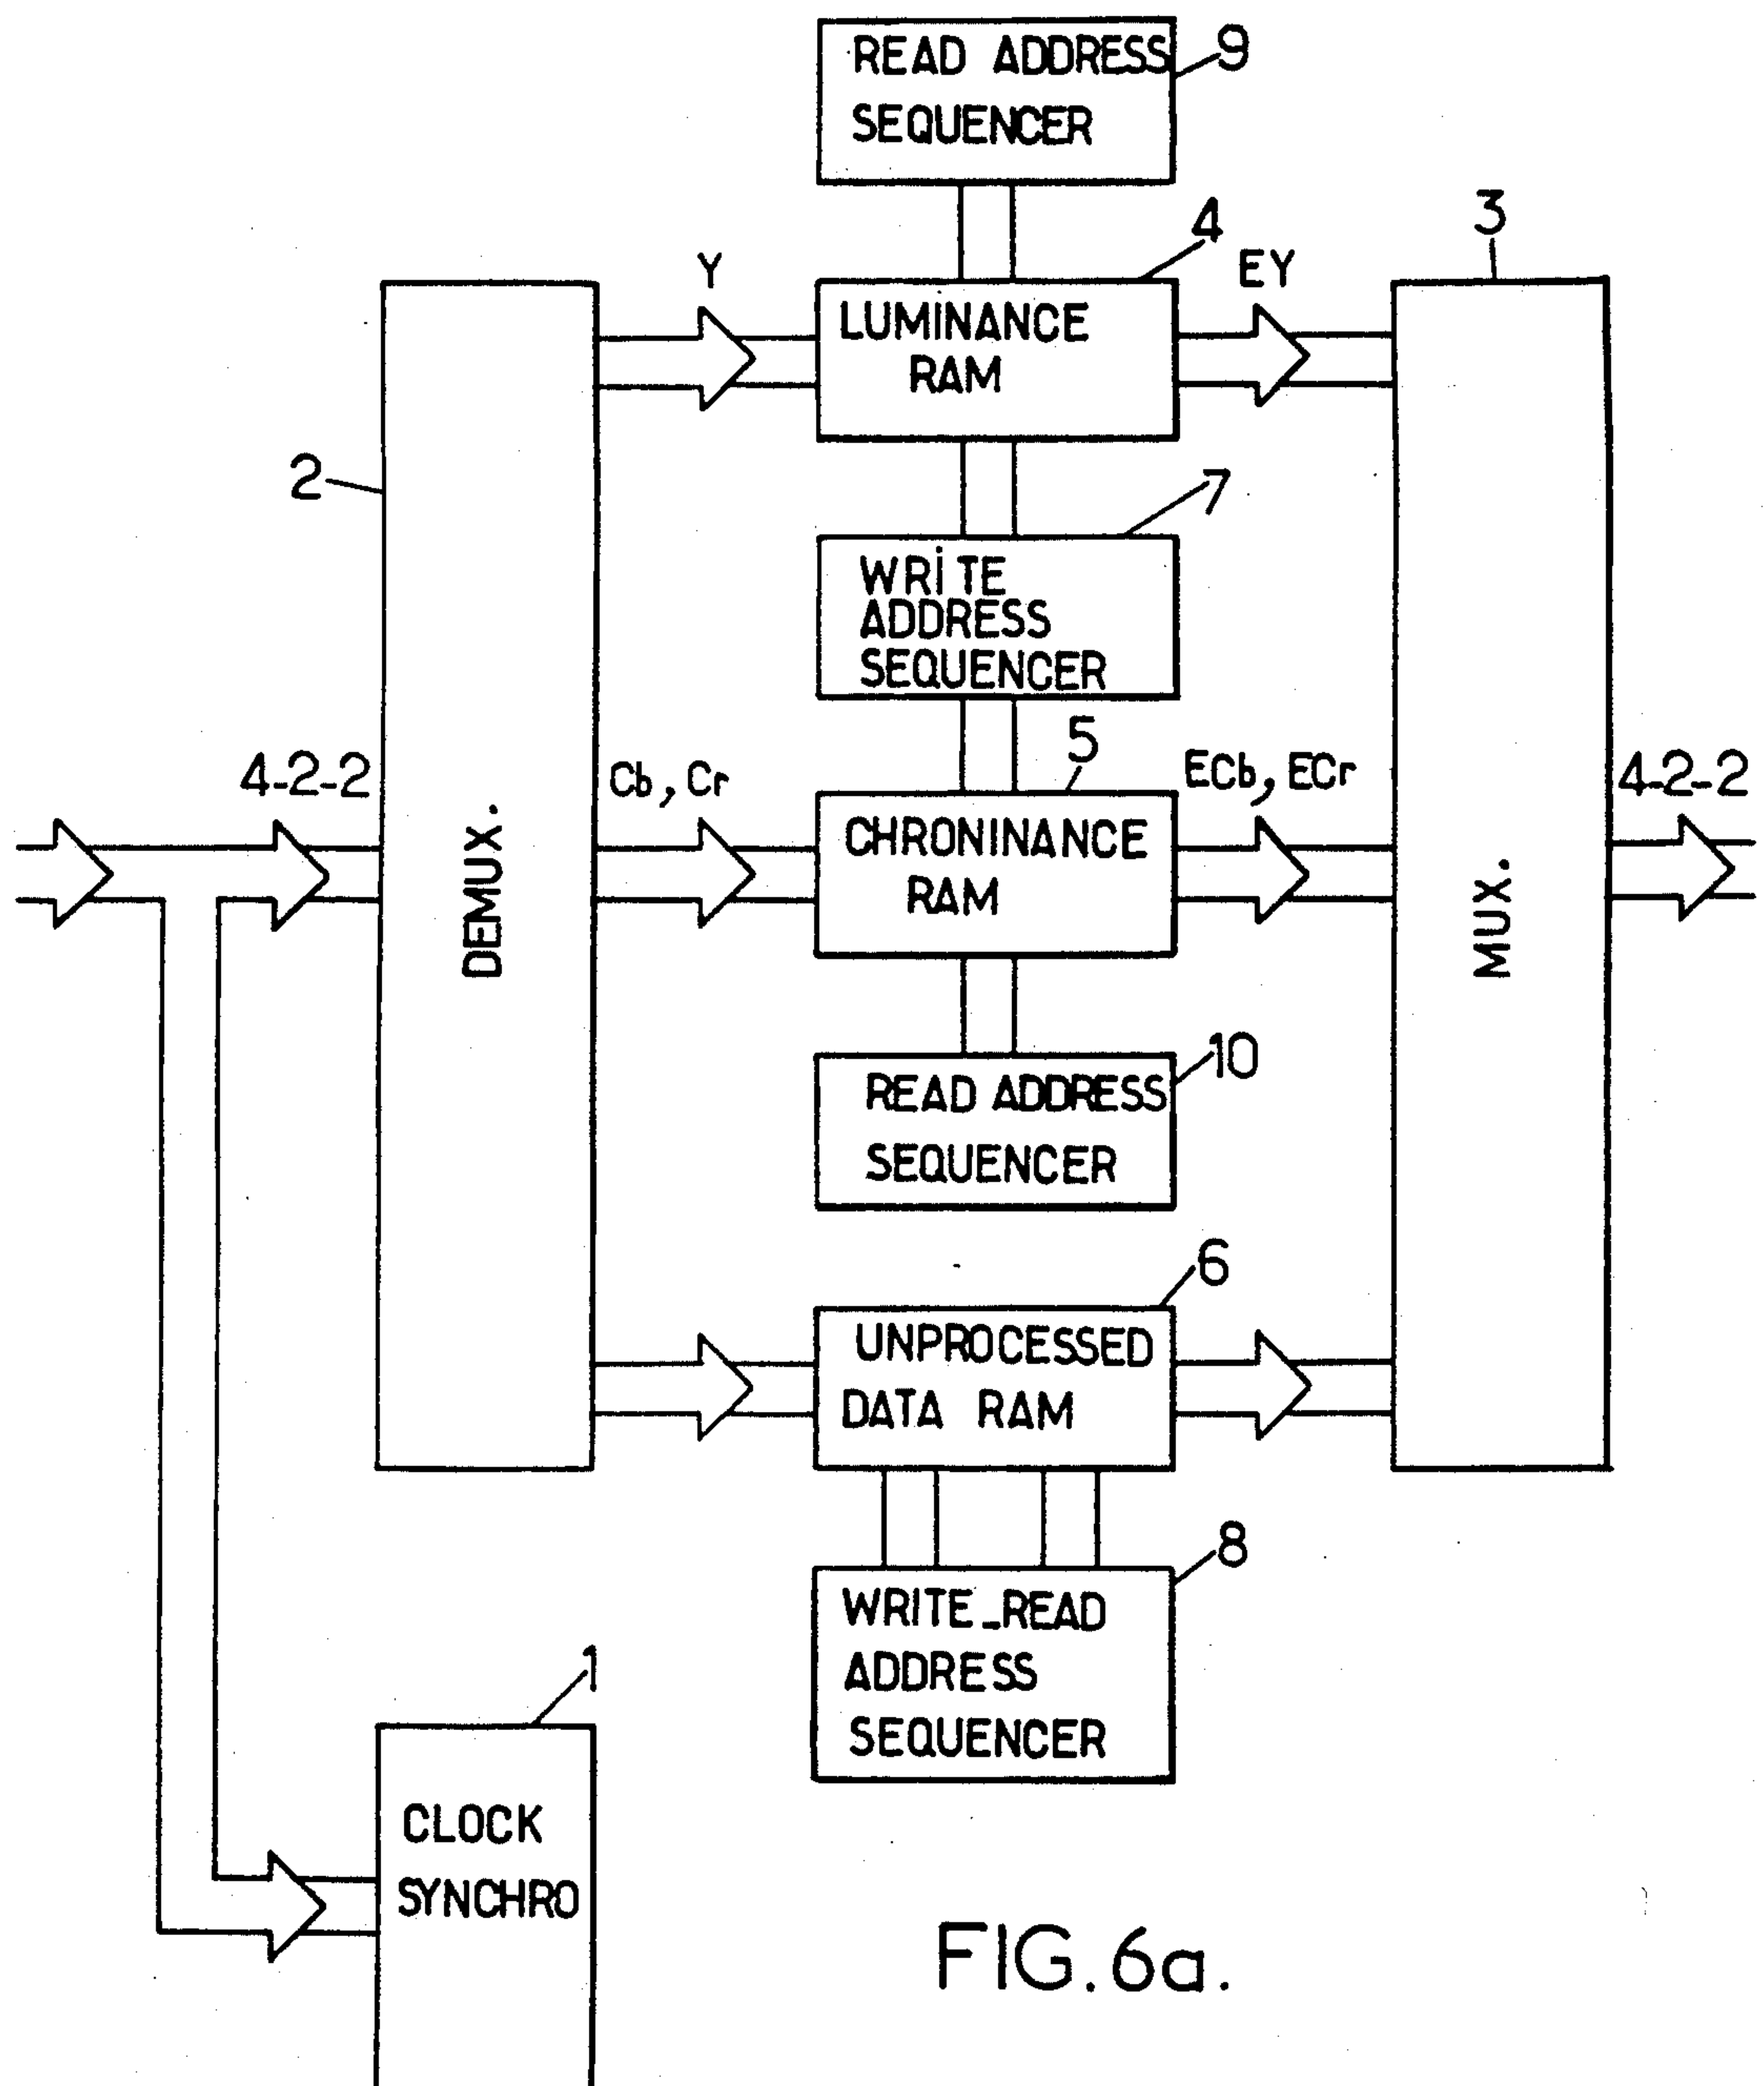 READ ADDRESS
SEQUENCER
9
4
3
Y
EY
LUMINANCE
RAM
2
7
WRiTE
ADDRESS
SEQUENCER
5
4-2-2
Cb, Cr
ECb, ECr
4-2-2
CHRONINANCE
RAM
DEMUX.
MUX.
10
READ ADDRESS
SEQUENCER
6
UNPROCESSED
DATA RAM
8
WRITE_READ
ADDRESS
SEQUENCER
1
CLOCK
SYNCHRO
FIG.6a.